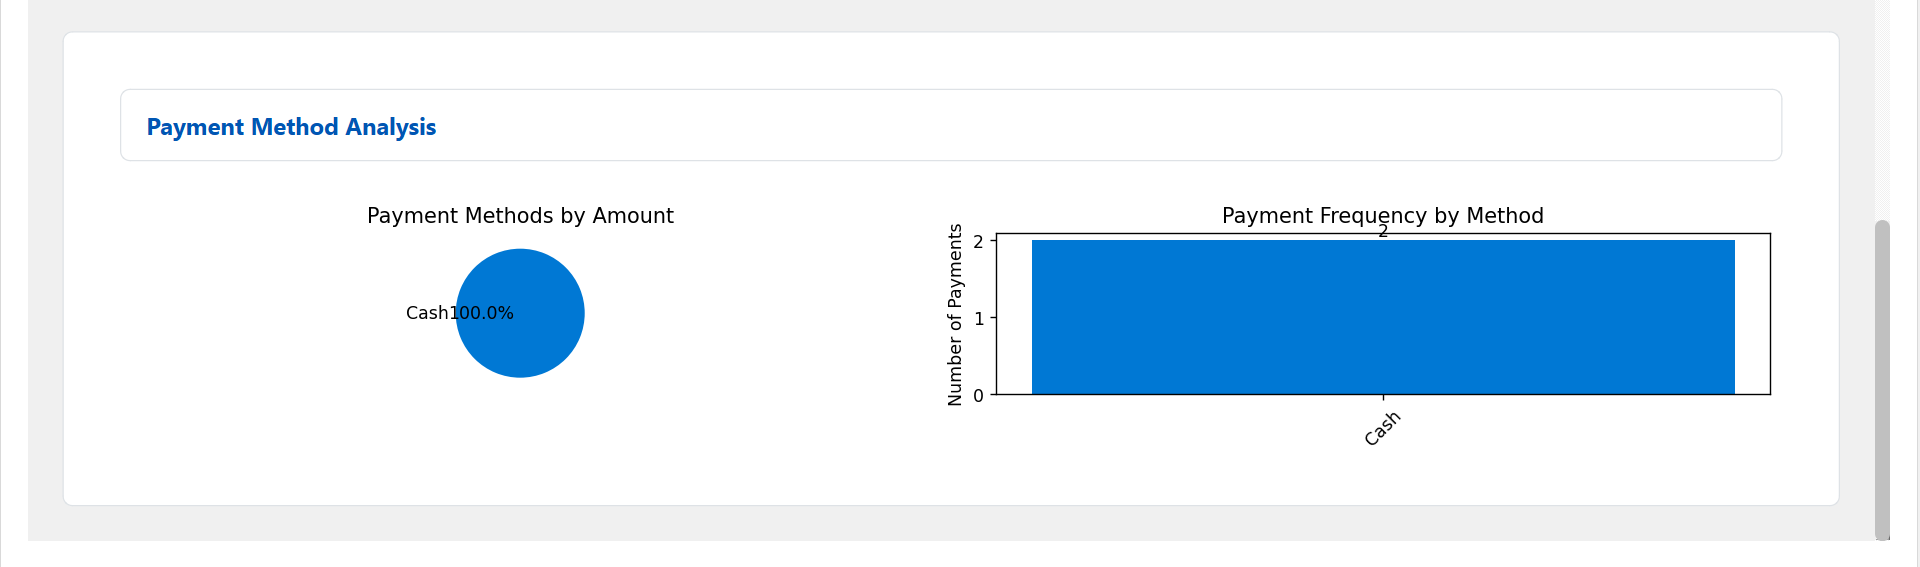 Payment Method Analysis
Payment Methods by Amount
Cash100.0%
Payment Frequency by Method
2
Number of Payments
2
1
0
Cash